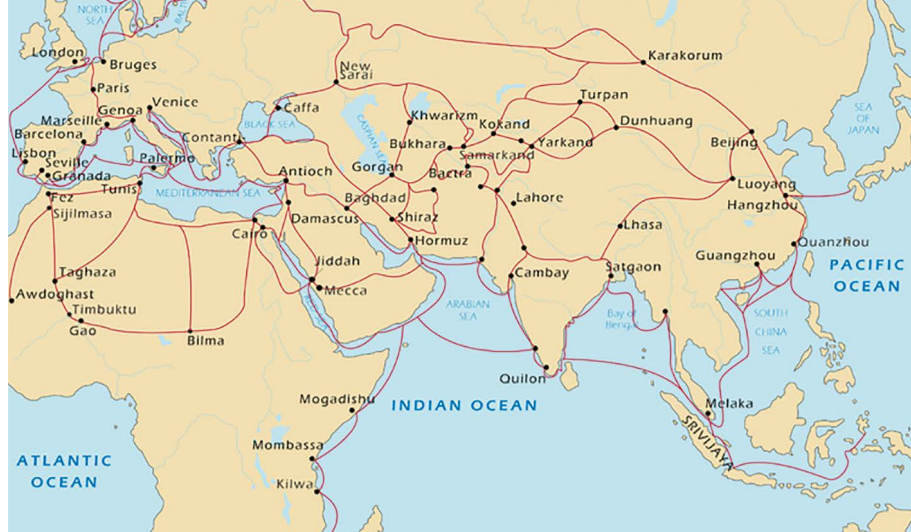 NORTH
SEA
BALTIC
London
Bruges
Paris
Genoa
Venice
Marseille
Barcelona
Lisbon
Seville
Granada
Palermo
Tunis
Fez
Sijilmasa
MEDITERRANEAN SEA
Contanti
BLACK SEA
Caffa
New
Sarai
CASPIAN SEA
Khwarizm
Bukhara
Samarkand
Kokand
Yarkand
Turpan
Dunhuang
Karakorum
Beijing
SEA
OF
JAPAN
Luoyang
Hangzhou
Antioch
Gorgan
Bactra
Baghdad
Damascus
Shiraz
Lahore
Cairo
Hormuz
Lhasa
Quanzhou
Guangzhou
PACIFIC
OCEAN
Jiddah
Mecca
RED SEA
Cambay
Satgaon
Taghaza
Awdoghast
Timbuktu
Gao
Bilma
ARABIAN
SEA
Bay of
SOUTH
CHINA
SEA
Quilon
Mogadishu
INDIAN OCEAN
Melaka
SRIVIJAYA
Mombassa
Kilwa
ATLANTIC
OCEAN